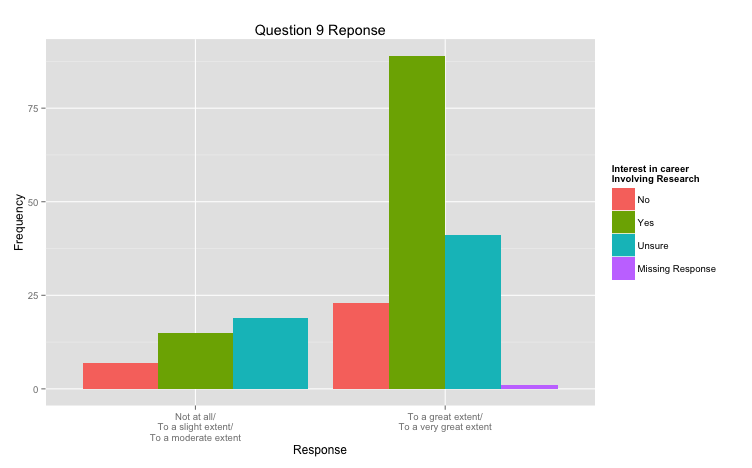 Question 9 Reponse
75
50
25
0
Frequency
Not at all/
To a slight extent/
To a moderate extent
To a great extent/
To a very great extent
Response
Interest in career
Involving Research
No
Yes
Unsure
Missing Response